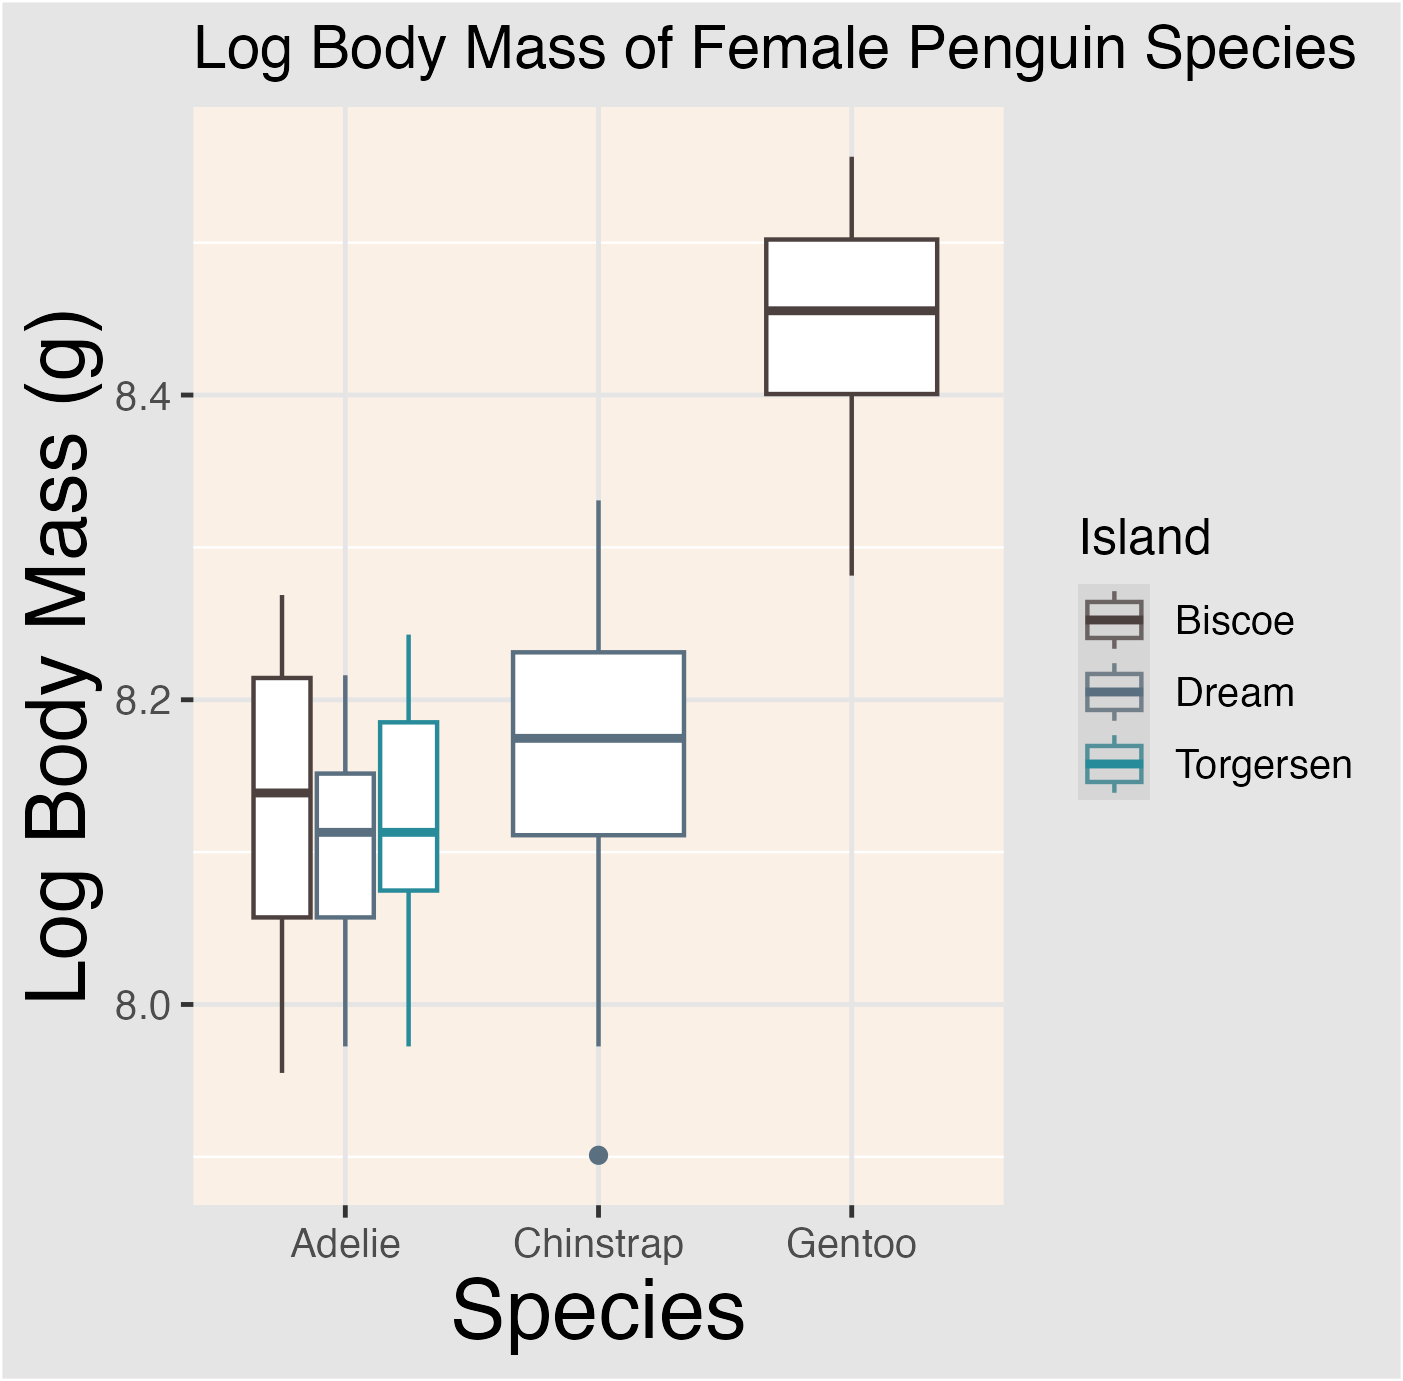 Log Body Mass of Female Penguin Species
Log Body Mass (g)
8.4
8.2
8.0
Adelie
Chinstrap
Gentoo
Species
Island
Biscoe
Dream
Torgersen